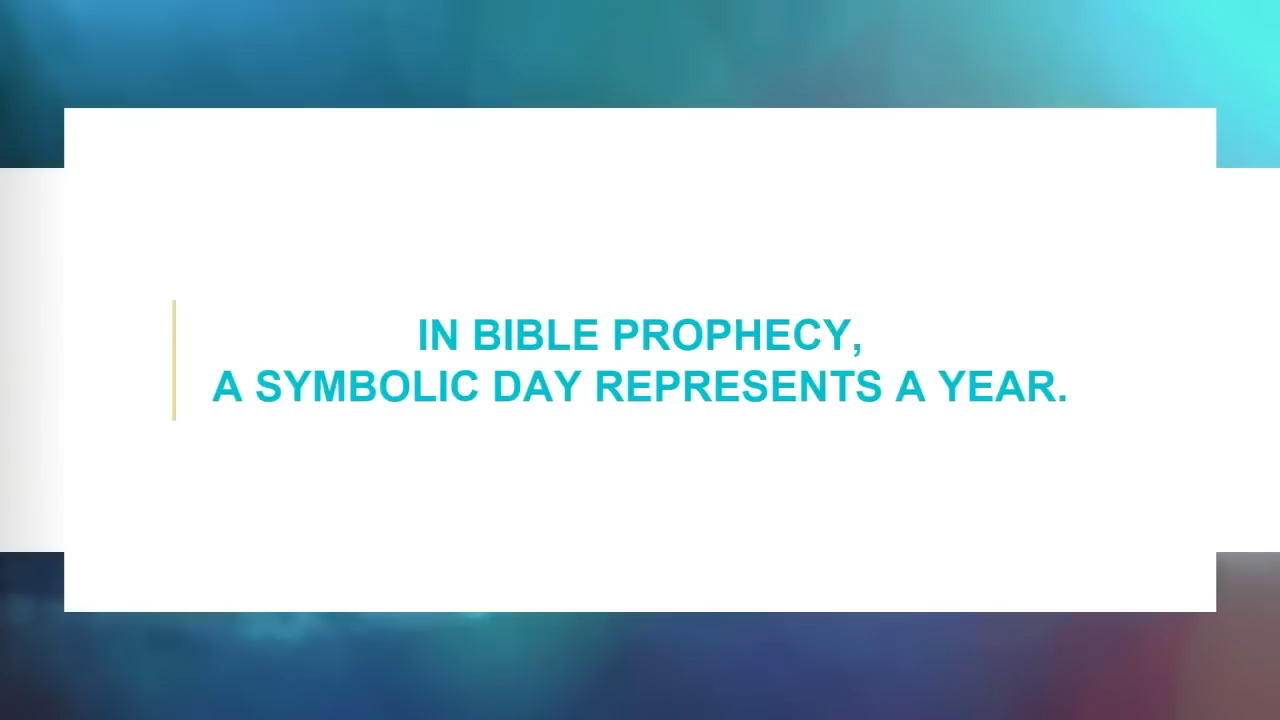 IN BIBLE PROPHECY,
A SYMBOLIC DAY REPRESENTS A YEAR.